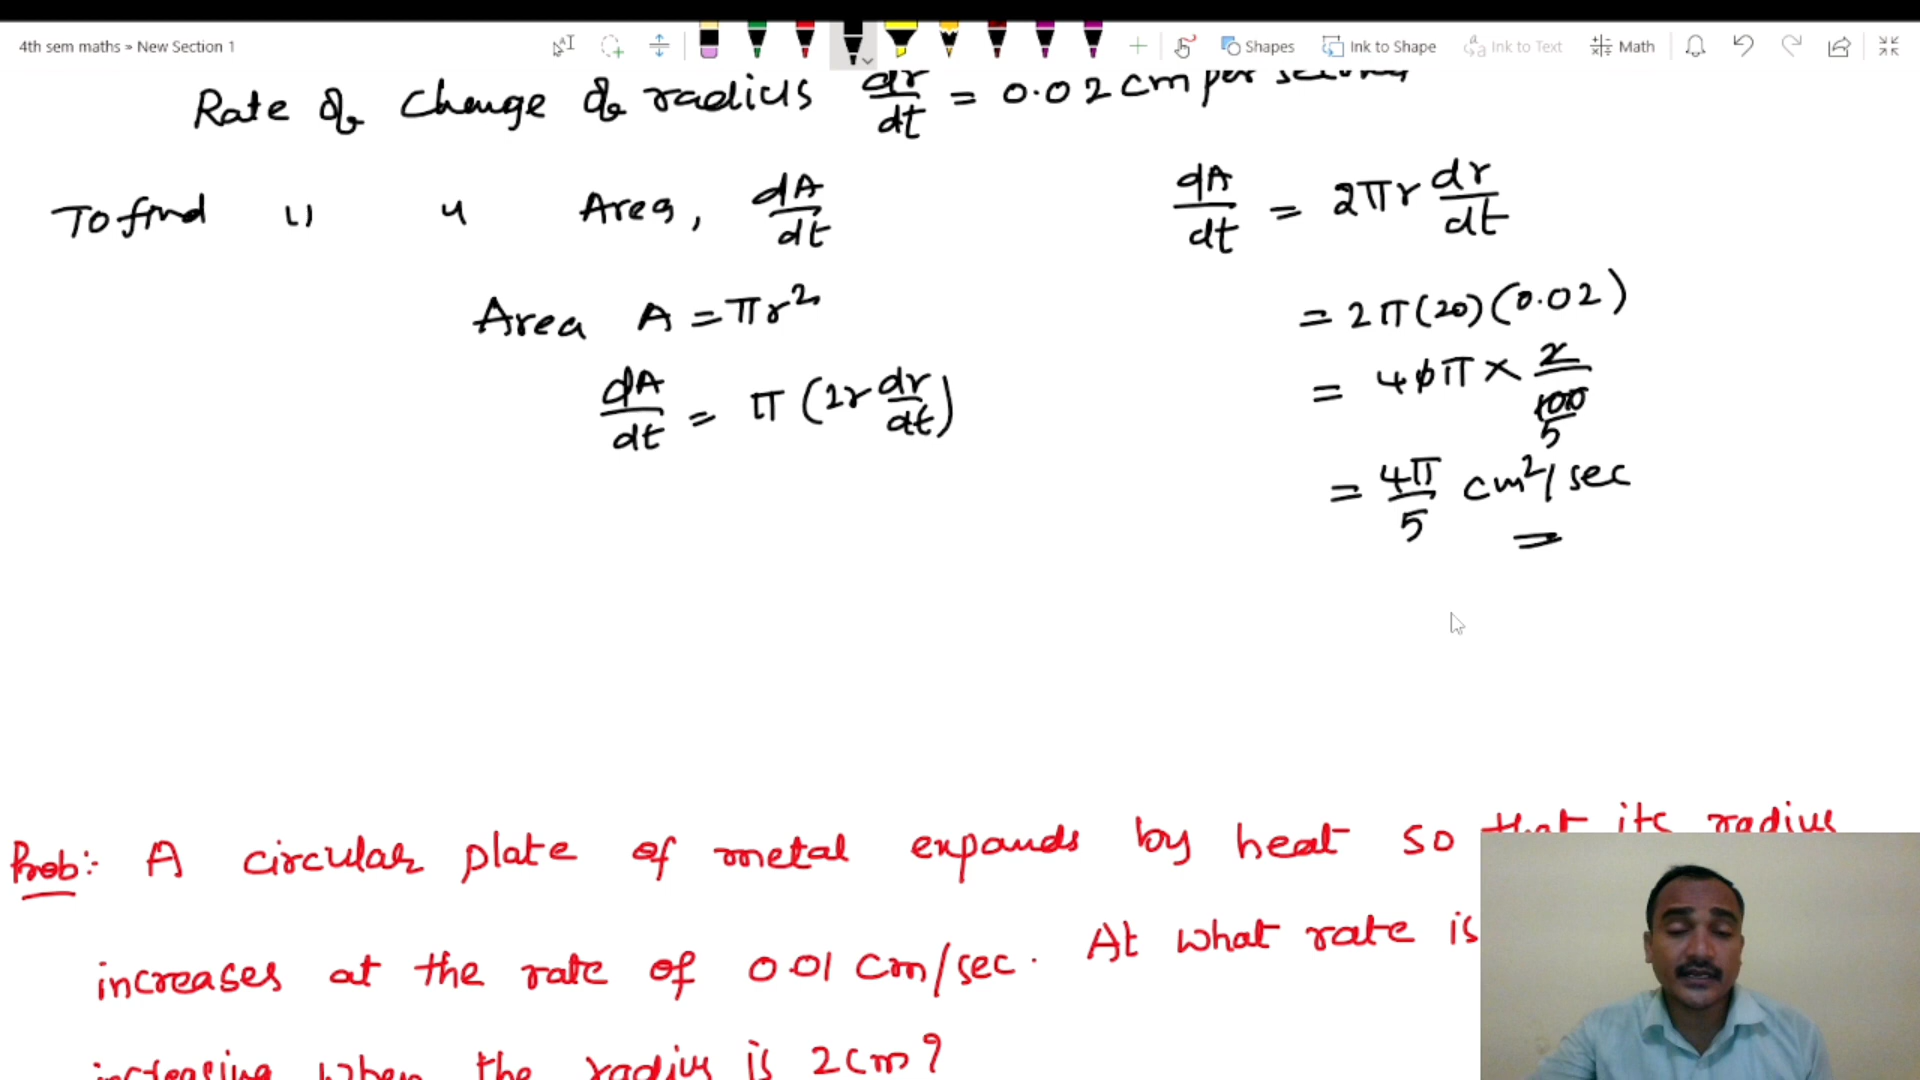 4th sem maths » New Section 1
Shapes Ink to Shape Ink to Text Math
Rate of change of radius dr/dt = 0.02 cm per second
To find " " Area, dA/dt
Area A = πr²
dA/dt = π (2r dr/dt)
dA/dt = 2πr dr/dt
= 2π(20)(0.02)
= 40π × 2/100 5
= 4π/5 cm²/sec
Prob:- A circular plate of metal expands by heat so that its radius
increases at the rate of 0.01 cm/sec. At what rate is
increasing when the radius is 2cm?